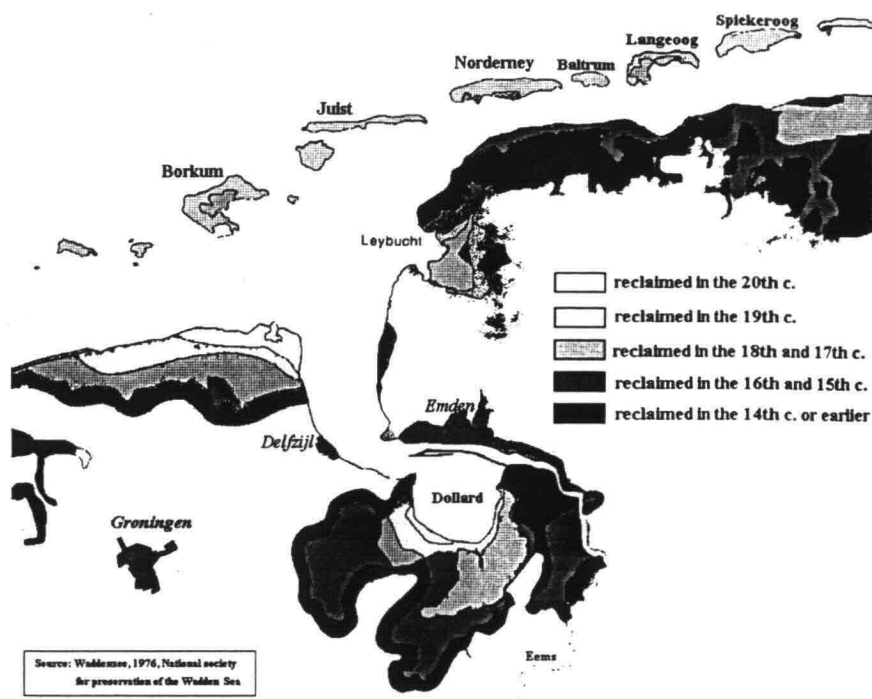 Spiekeroog
Langeoog
Baltrum
Norderney
Juist
Borkum
Leybucht
reclaimed in the 20th c.
reclaimed in the 19th c.
reclaimed in the 18th and 17th c.
reclaimed in the 16th and 15th c.
reclaimed in the 14th c. or earlier
Emden
Delfzijl
Dollard
Groningen
Eems
Source: Waddenzee, 1976, National society
for preservation of the Wadden Sea